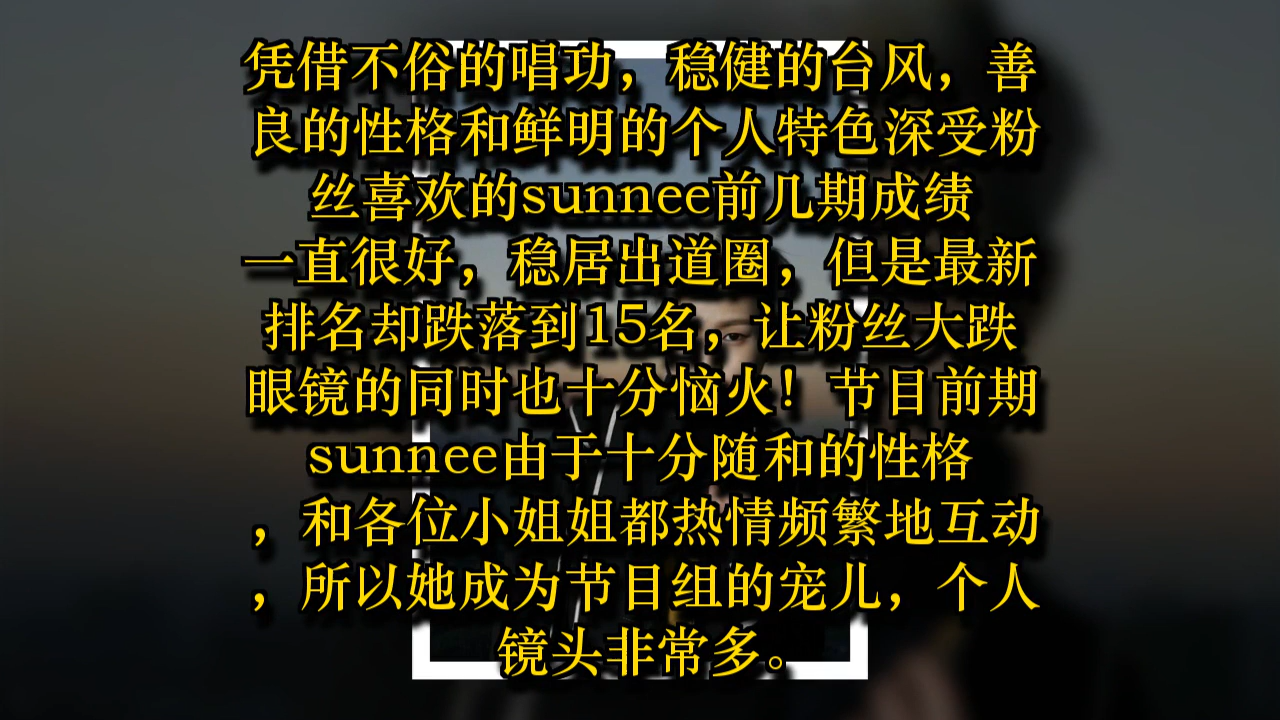 凭借不俗的唱功，稳健的台风，善
良的性格和鲜明的个人特色深受粉
丝喜欢的sunnee前几期成绩
一直很好，稳居出道圈，但是最新
排名却跌落到15名，让粉丝大跌
眼镜的同时也十分恼火！节目前期
sunnee由于十分随和的性格
，和各位小姐姐都热情频繁地互动
，所以她成为节目组的宠儿，个人
镜头非常多。